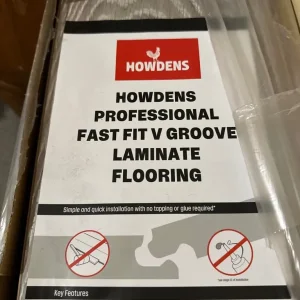 HOWDENS
HOWDENS
PROFESSIONAL
FAST FIT V GROOVE
LAMINATE
FLOORING
Simple and quick installation with no tapping or glue required*
Key Features